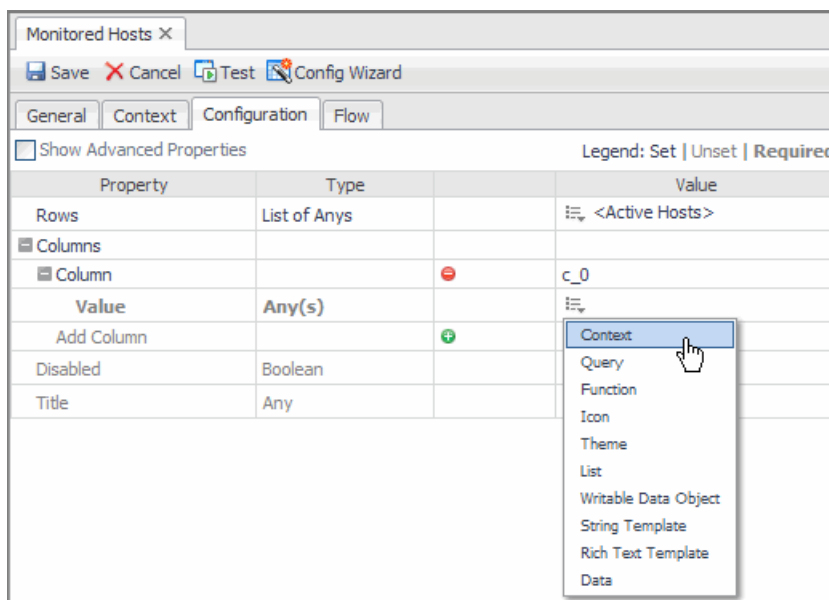 Monitored Hosts
Save Cancel Test Config Wizard
General Context Configuration Flow
Show Advanced Properties Legend: Set | Unset | Required
Property Type Value
Rows List of Anys <Active Hosts>
Columns
Column c_0
Value Any(s)
Add Column Context
Query
Disabled Boolean
Function
Title Any
Icon
Theme
List
Writable Data Object
String Template
Rich Text Template
Data